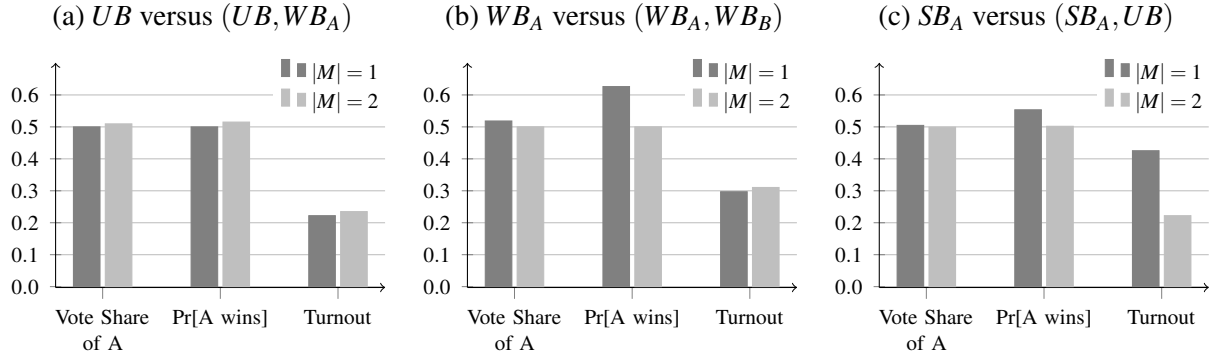 (a) UB versus (UB, WB_A)
|M| = 1
|M| = 2
0.6
0.5
0.4
0.3
0.2
0.1
0.0
Vote Share of A
Pr[A wins]
Turnout
(b) WB_A versus (WB_A, WB_B)
|M| = 1
|M| = 2
0.6
0.5
0.4
0.3
0.2
0.1
0.0
Vote Share of A
Pr[A wins]
Turnout
(c) SB_A versus (SB_A, UB)
|M| = 1
|M| = 2
0.6
0.5
0.4
0.3
0.2
0.1
0.0
Vote Share of A
Pr[A wins]
Turnout